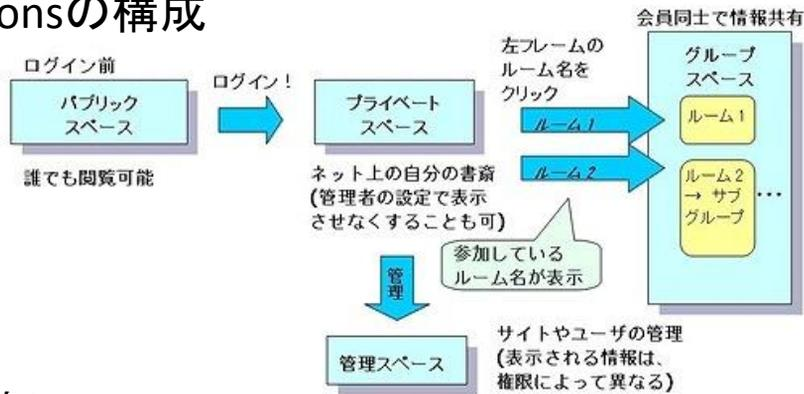 onsの構成
会員同士で情報共有
ログイン前
パブリック
スペース
誰でも閲覧可能
ログイン！
プライベート
スペース
ネット上の自分の書斎
(管理者の設定で表示
させなくすることも可)
左フレームの
ルーム名を
クリック
ルーム1
ルーム2
参加している
ルーム名が表示
グループ
スペース
ルーム1
ルーム2
→ サブ
グループ
…
管理
管理スペース
サイトやユーザの管理
(表示される情報は、
権限によって異なる)